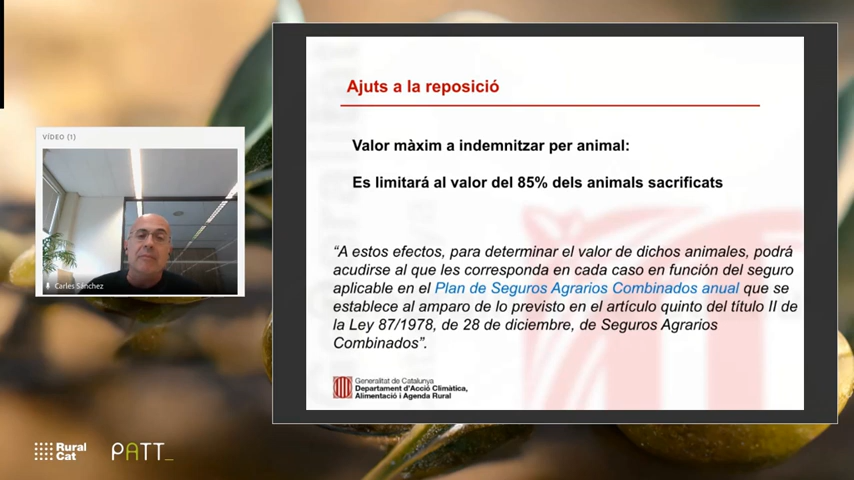 VÍDEO (1)
Carles Sánchez
Ajuts a la reposició
Valor màxim a indemnitzar per animal:
Es limitará al valor del 85% dels animals sacrificats
“A estos efectos, para determinar el valor de dichos animales, podrá
acudirse al que les corresponda en cada caso en función del seguro
aplicable en el Plan de Seguros Agrarios Combinados anual que se
establece al amparo de lo previsto en el artículo quinto del título II de
la Ley 87/1978, de 28 de diciembre, de Seguros Agrarios
Combinados”.
Generalitat de Catalunya
Departament d'Acció Climàtica,
Alimentació i Agenda Rural
Rural
Cat
PATT_